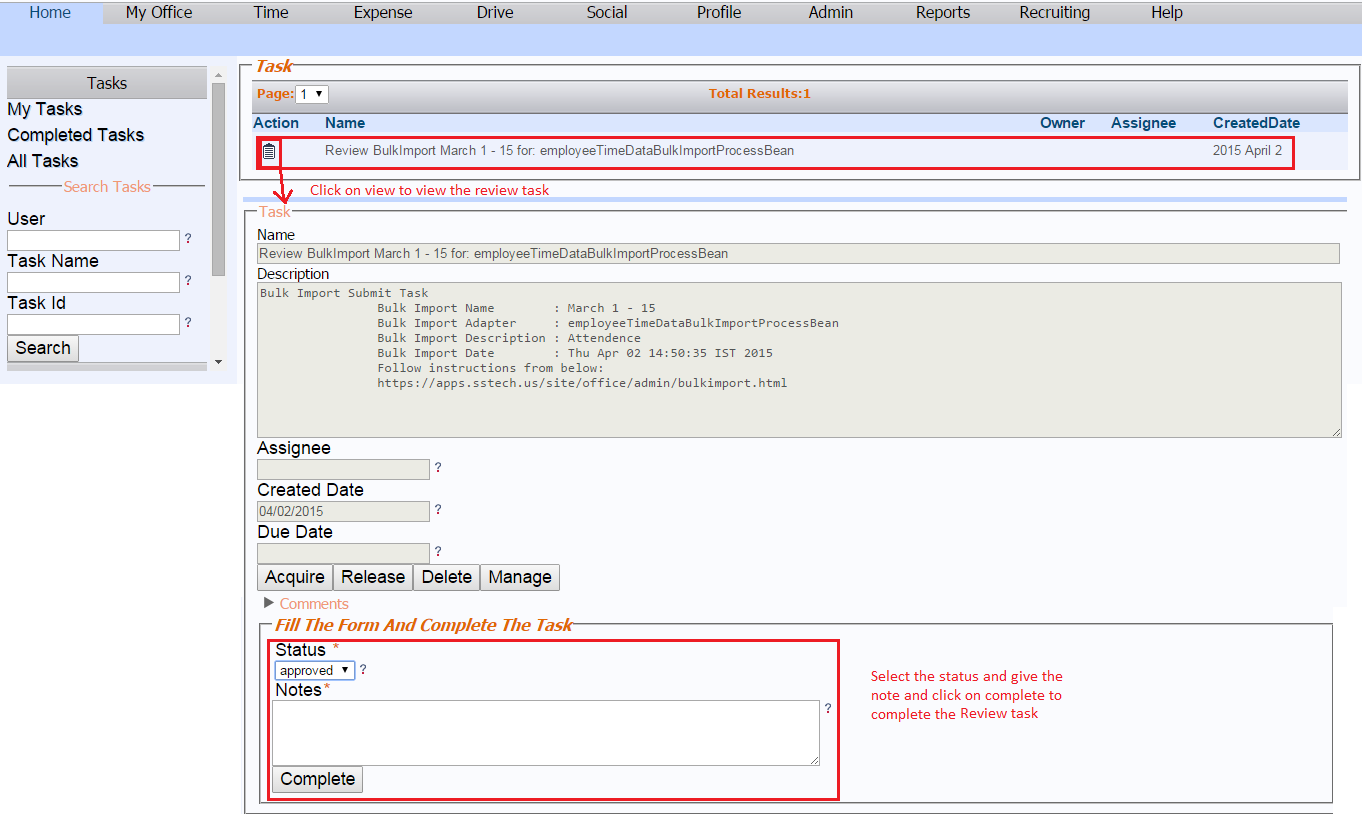 Home My Office Time Expense Drive Social Profile Admin Reports Recruiting Help
Tasks
My Tasks
Completed Tasks
All Tasks
Search Tasks
User
?
Task Name
?
Task Id
?
Search
Task
Page: 1 Total Results:1
Action Name Owner Assignee CreatedDate
Review BulkImport March 1 - 15 for: employeeTimeDataBulkImportProcessBean 2015 April 2
Click on view to view the review task
Task
Name
Review BulkImport March 1 - 15 for: employeeTimeDataBulkImportProcessBean
Description
Bulk Import Submit Task
Bulk Import Name : March 1 - 15
Bulk Import Adapter : employeeTimeDataBulkImportProcessBean
Bulk Import Description : Attendence
Bulk Import Date : Thu Apr 02 14:50:35 IST 2015
Follow instructions from below:
https://apps.sstech.us/site/office/admin/bulkimport.html
Assignee
?
Created Date
04/02/2015 ?
Due Date
?
Acquire Release Delete Manage
Comments
Fill The Form And Complete The Task
Status *
approved ?
Notes *
?
Complete
Select the status and give the
note and click on complete to
complete the Review task